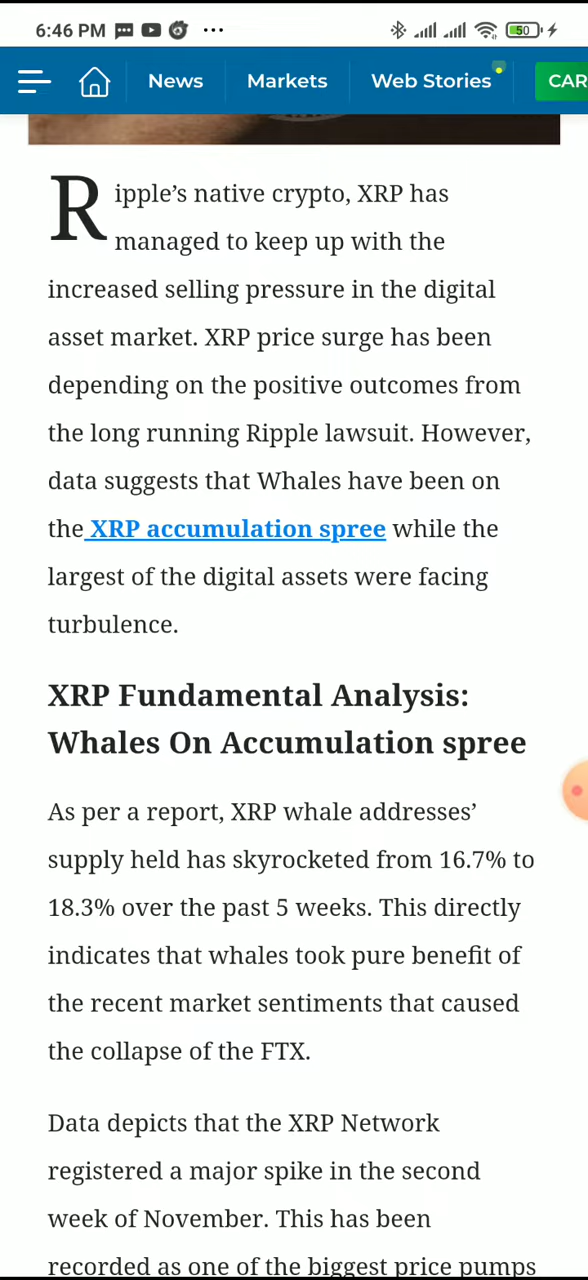 6:46 PM ... 50
News Markets Web Stories CAR
Ripple’s native crypto, XRP has
managed to keep up with the
increased selling pressure in the digital
asset market. XRP price surge has been
depending on the positive outcomes from
the long running Ripple lawsuit. However,
data suggests that Whales have been on
the XRP accumulation spree while the
largest of the digital assets were facing
turbulence.
XRP Fundamental Analysis:
Whales On Accumulation spree
As per a report, XRP whale addresses’
supply held has skyrocketed from 16.7% to
18.3% over the past 5 weeks. This directly
indicates that whales took pure benefit of
the recent market sentiments that caused
the collapse of the FTX.
Data depicts that the XRP Network
registered a major spike in the second
week of November. This has been
recorded as one of the biggest price pumps